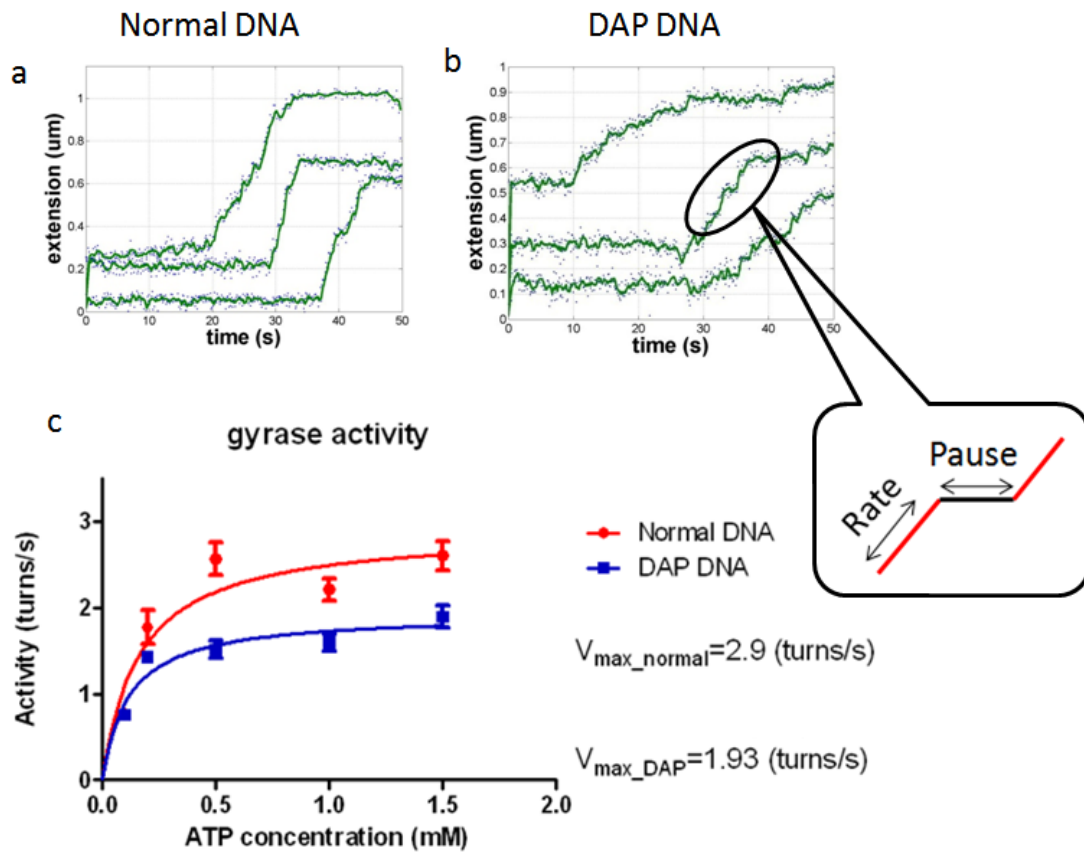 Normal DNA
DAP DNA
a
b
1
0.8
0.6
0.4
0.2
0
extension (um)
0
10
20
30
40
50
time (s)
1
0.9
0.8
0.7
0.6
0.5
0.4
0.3
0.2
0.1
0
extension (um)
0
10
20
30
40
50
time (s)
Pause
Rate
c
gyrase activity
3
2
1
0
Activity (turns/s)
0.0
0.5
1.0
1.5
2.0
ATP concentration (mM)
Normal DNA
DAP DNA
Vmax_normal=2.9 (turns/s)
Vmax_DAP=1.93 (turns/s)